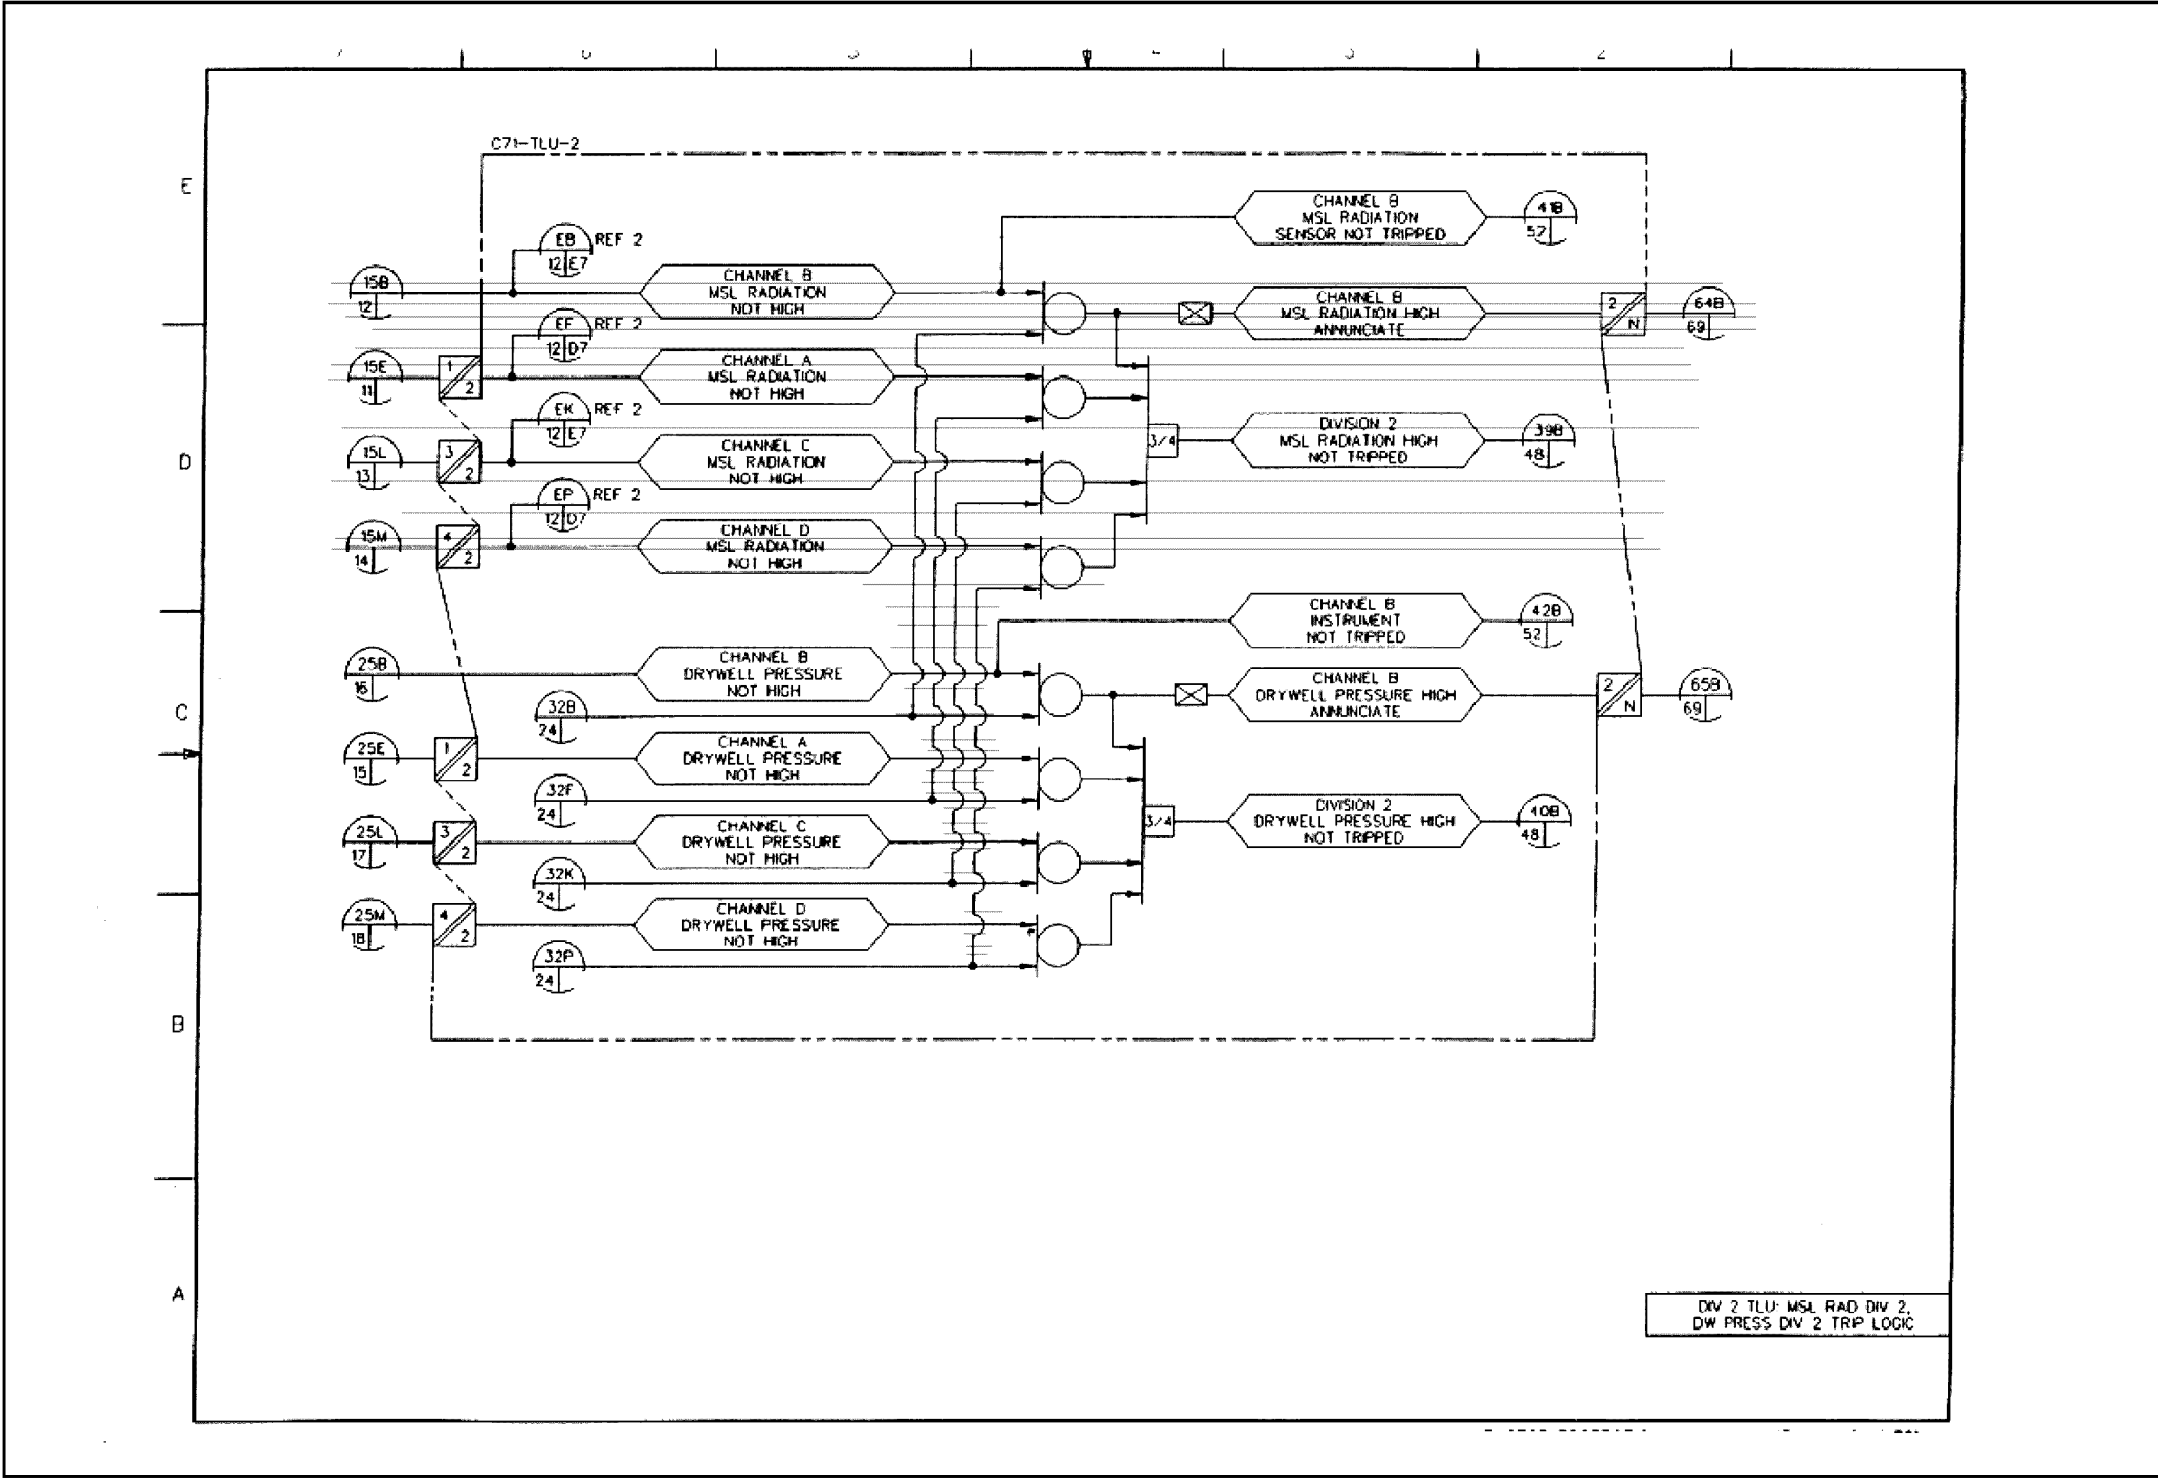 C71-TLU-2
E
CHANNEL B
MSL RADIATION
SENSOR NOT TRIPPED
41B
52
EB
REF 2
12
E7
15B
12
CHANNEL B
MSL RADIATION
NOT HIGH
CHANNEL B
MSL RADIATION HIGH
ANNUNCIATE
2
N
64B
69
EF
REF 2
12
D7
15E
11
1
2
CHANNEL A
MSL RADIATION
NOT HIGH
EK
REF 2
12
E7
D
15L
13
3
2
CHANNEL C
MSL RADIATION
NOT HIGH
3/4
DIVISION 2
MSL RADIATION HIGH
NOT TRIPPED
39B
48
EP
REF 2
12
D7
15M
14
4
2
CHANNEL D
MSL RADIATION
NOT HIGH
CHANNEL B
INSTRUMENT
NOT TRIPPED
42B
52
25B
16
CHANNEL B
DRYWELL PRESSURE
NOT HIGH
CHANNEL B
DRYWELL PRESSURE HIGH
ANNUNCIATE
2
N
65B
69
C
32B
24
25E
15
1
2
CHANNEL A
DRYWELL PRESSURE
NOT HIGH
32F
24
25L
17
3
2
CHANNEL C
DRYWELL PRESSURE
NOT HIGH
3/4
DIVISION 2
DRYWELL PRESSURE HIGH
NOT TRIPPED
40B
48
32K
24
25M
18
4
2
CHANNEL D
DRYWELL PRESSURE
NOT HIGH
32P
24
B
A
DIV 2 TLU: MSL RAD DIV 2,
DW PRESS DIV 2 TRIP LOGIC